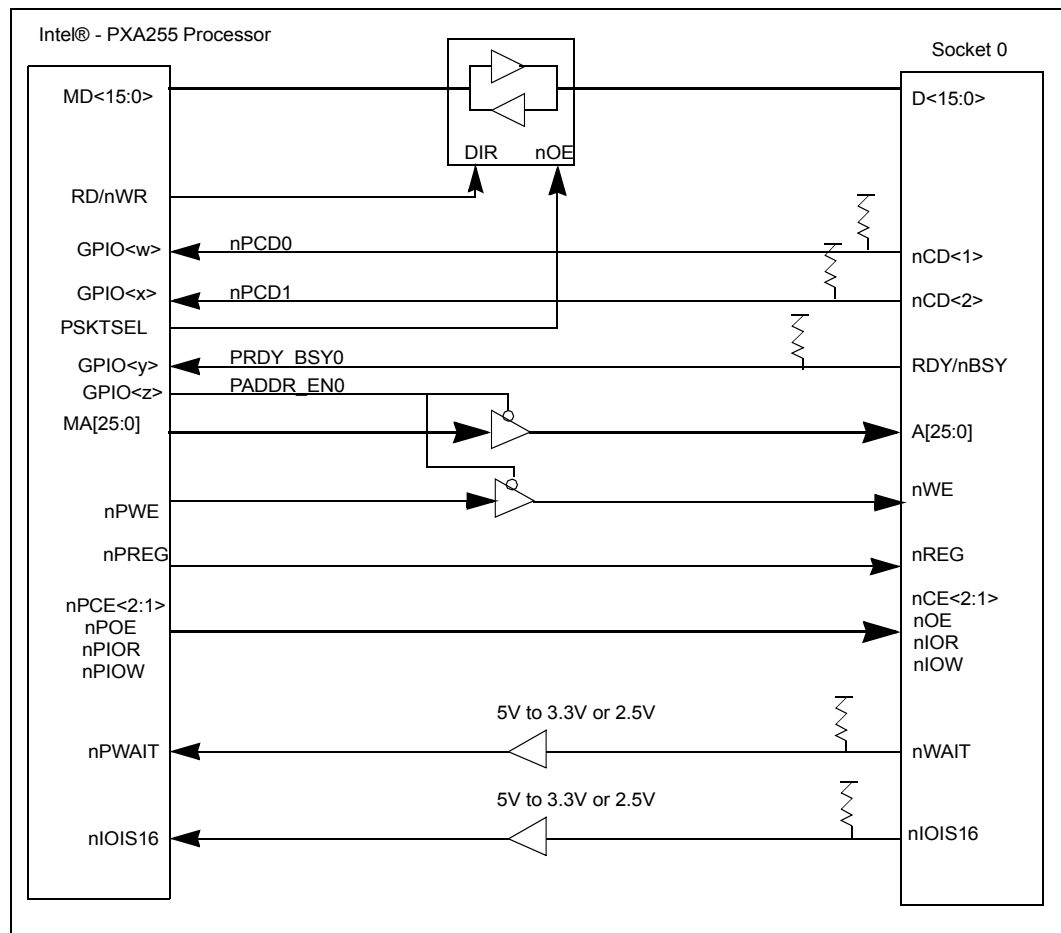 Intel® - PXA255 Processor
Socket 0
MD<15:0>
D<15:0>
DIR
nOE
RD/nWR
GPIO<w>
nPCD0
nCD<1>
GPIO<x>
nPCD1
nCD<2>
PSKTSEL
GPIO<y>
PRDY_BSY0
RDY/nBSY
GPIO<z>
PADDR_EN0
MA[25:0]
A[25:0]
nPWE
nWE
nPREG
nREG
nPCE<2:1>
nPOE
nPIOR
nPIOW
nCE<2:1>
nOE
nIOR
nIOW
5V to 3.3V or 2.5V
nPWAIT
nWAIT
5V to 3.3V or 2.5V
nIOIS16
nIOIS16